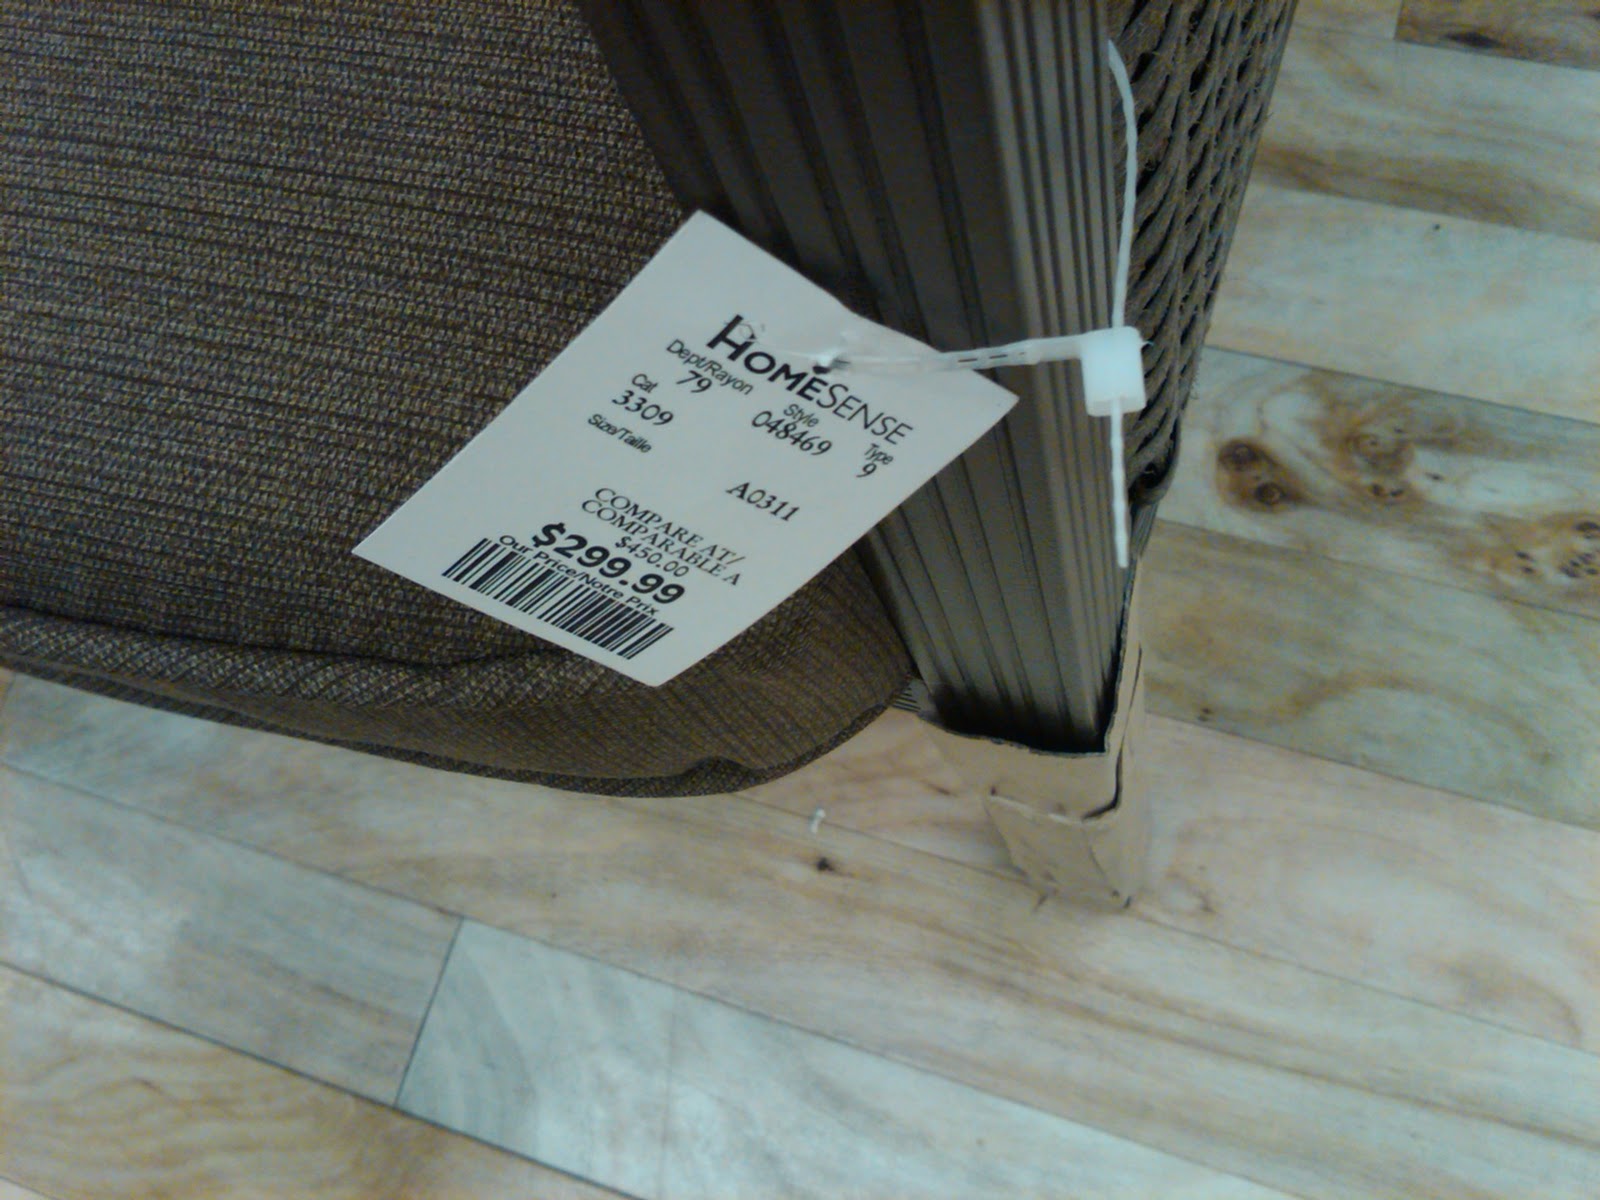 HOMESENSE
Dept/Rayon Style Type
79 048469 9
Cat
3309
Size/Taille
A0311
COMPARE AT/
COMPARABLE A
$450.00
$299.99
Our Price/Notre Prix